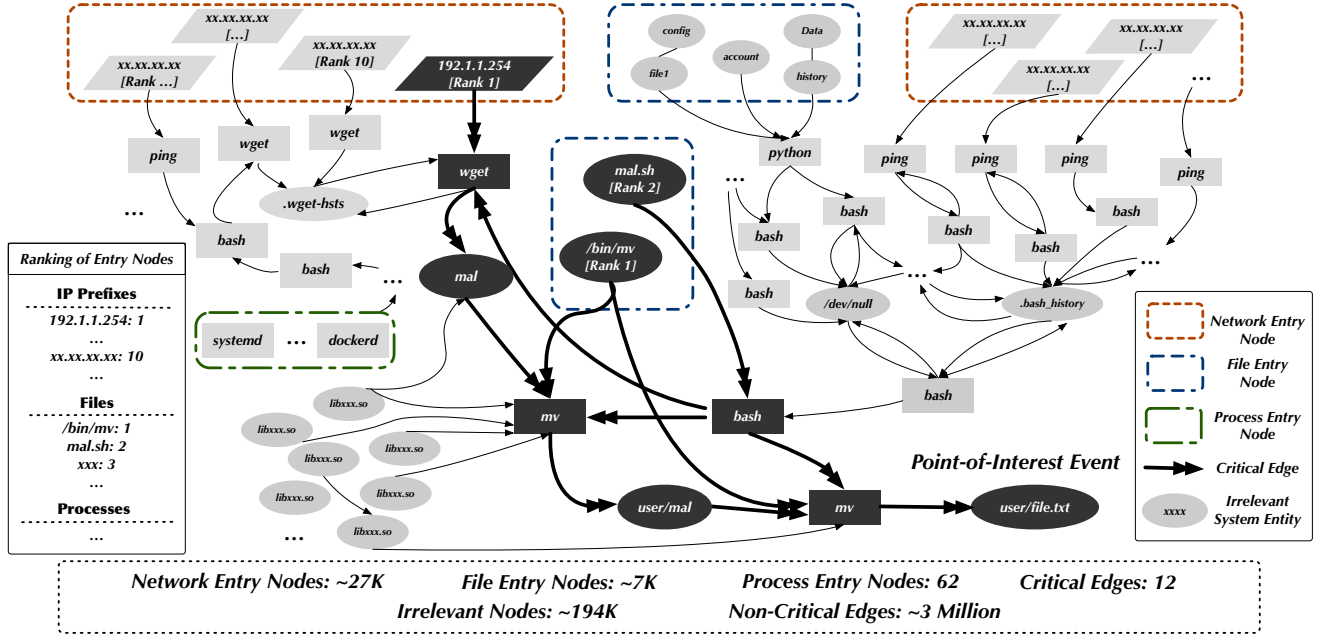 xx.xx.xx.xx
[...]
xx.xx.xx.xx
[Rank ...]
xx.xx.xx.xx
[Rank 10]
192.1.1.254
[Rank 1]
ping
wget
wget
wget
.wget-hsts
...
bash
bash
...
mal
systemd
...
dockerd
config
file1
account
Data
history
python
mal.sh
[Rank 2]
/bin/mv
[Rank 1]
xx.xx.xx.xx
[...]
xx.xx.xx.xx
[...]
xx.xx.xx.xx
[...]
...
ping
ping
ping
ping
...
bash
bash
bash
bash
bash
bash
...
...
/dev/null
.bash_history
bash
Ranking of Entry Nodes
IP Prefixes
192.1.1.254: 1
...
xx.xx.xx.xx: 10
...
Files
/bin/mv: 1
mal.sh: 2
xxx: 3
...
Processes
...
libxxx.so
libxxx.so
libxxx.so
libxxx.so
libxxx.so
libxxx.so
libxxx.so
...
mv
bash
user/mal
mv
user/file.txt
Point-of-Interest Event
Network Entry
Node
File Entry
Node
Process Entry
Node
Critical Edge
xxxx
Irrelevant
System Entity
Network Entry Nodes: ~27K File Entry Nodes: ~7K Process Entry Nodes: 62 Critical Edges: 12
Irrelevant Nodes: ~194K Non-Critical Edges: ~3 Million